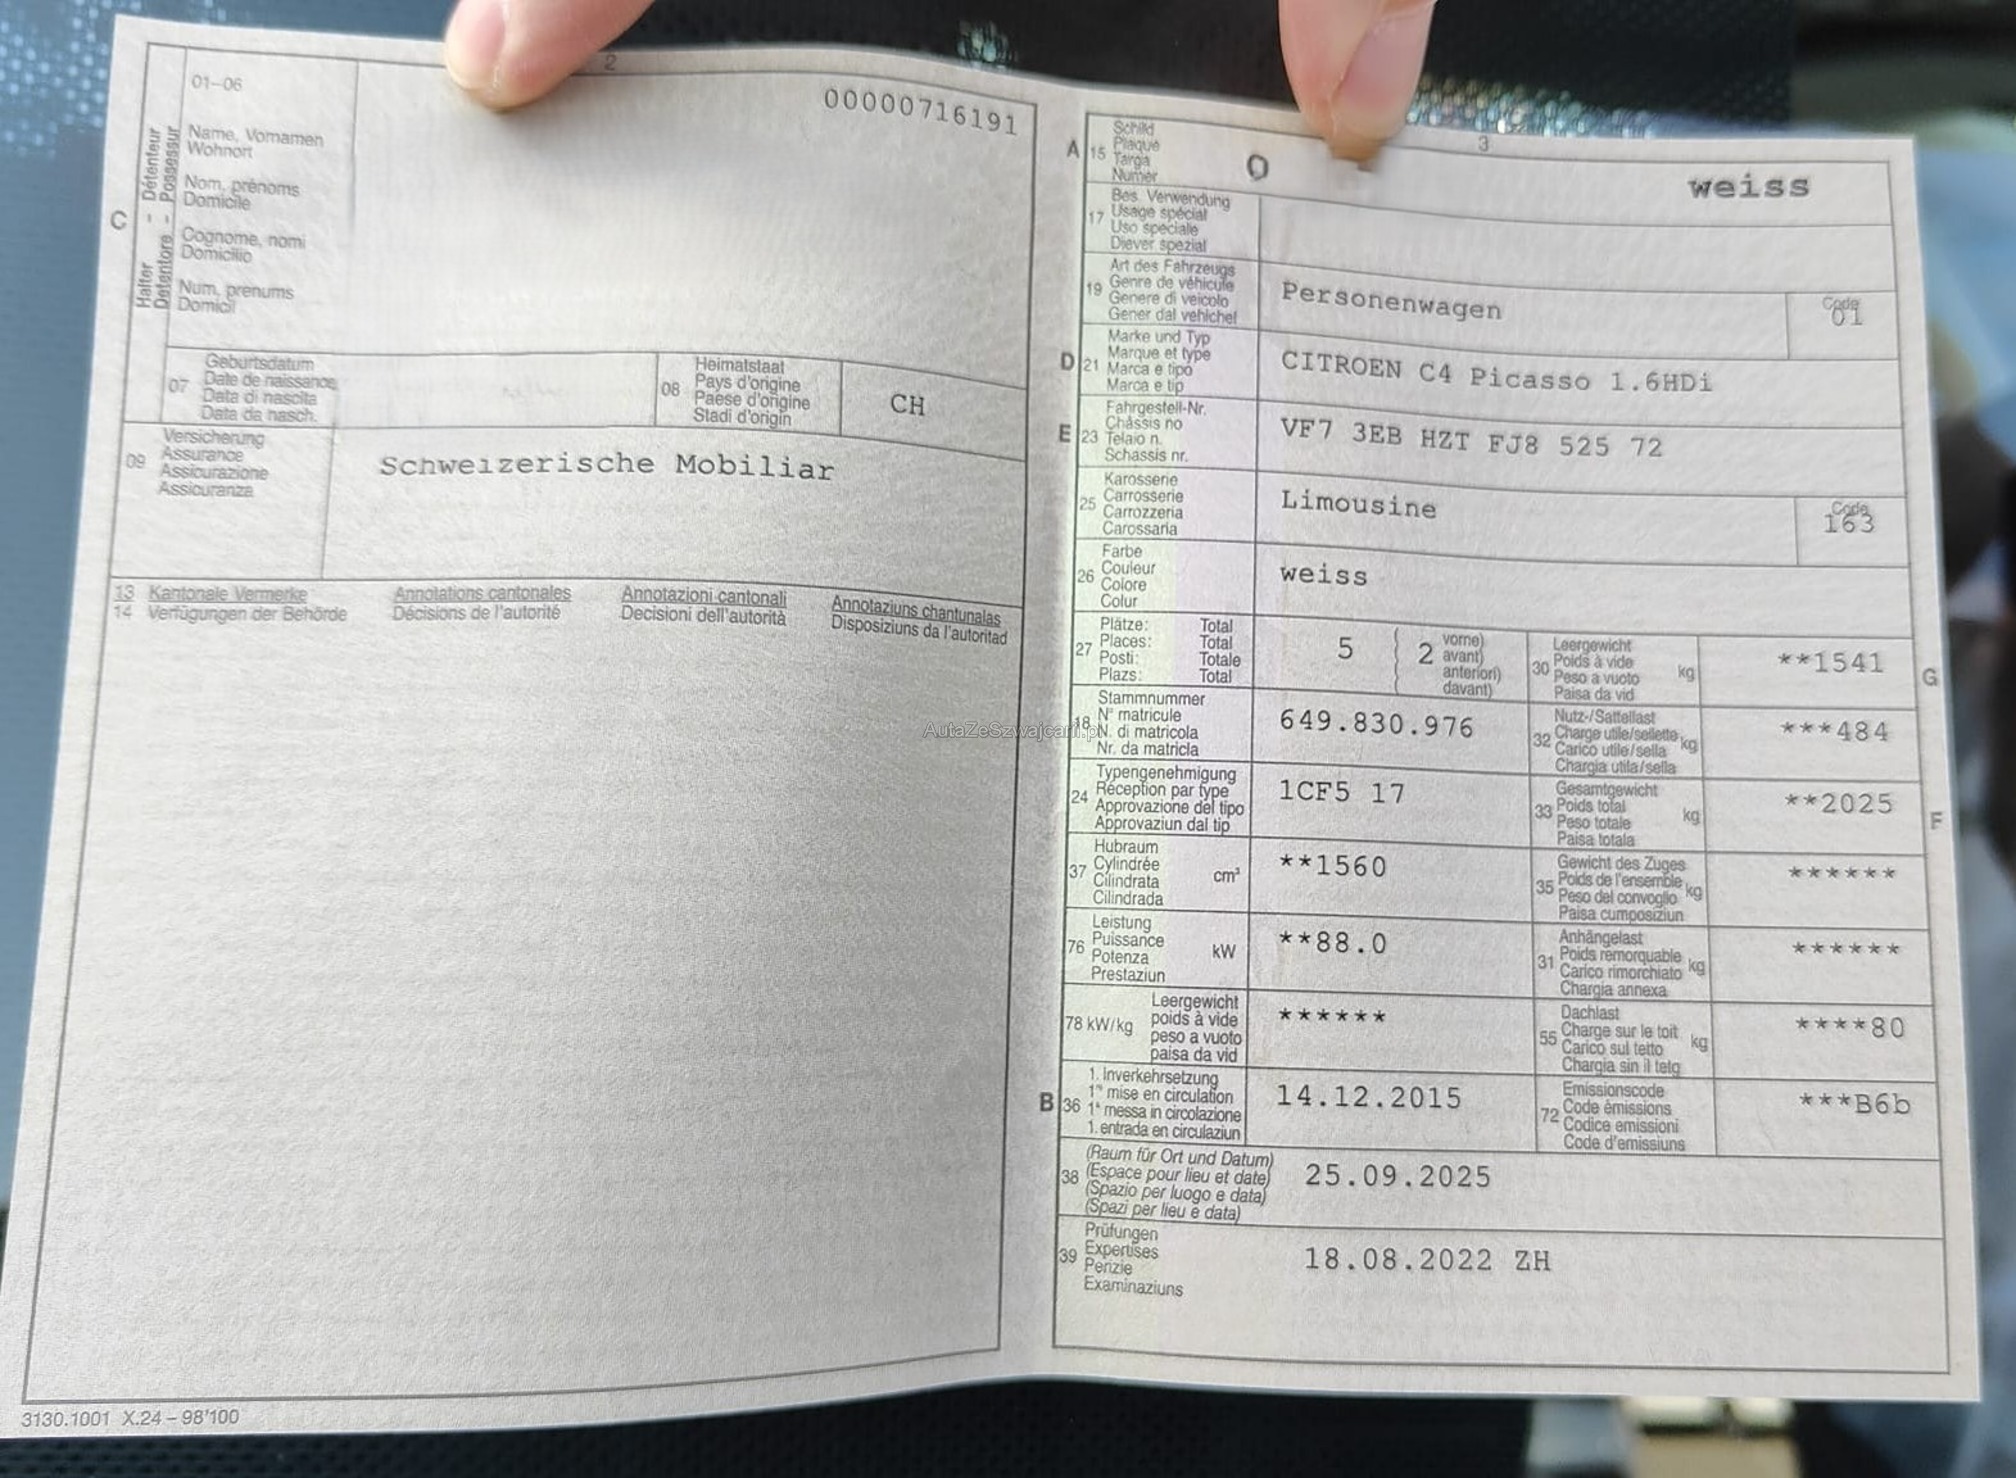 2
01–06
00000716191
C
Halter - Détenteur
Detentore - Possessur
Name, Vornamen
Wohnort
Nom, prénoms
Domicile
Cognome, nomi
Domicilio
Num, prenums
Domicil
07
Geburtsdatum
Date de naissance
Data di nascita
Data da nasch.
08
Heimatstaat
Pays d'origine
Paese d'origine
Stadi d'origin
CH
09
Versicherung
Assurance
Assicurazione
Assicuranza
Schweizerische Mobiliar
13 Kantonale Vermerke Annotations cantonales Annotazioni cantonali Annotaziuns chantunalas
14 Verfügungen der Behörde Décisions de l'autorité Decisioni dell'autorità Disposiziuns da l'autoritad
3130.1001 X.24 – 98'100
3
A 15
Schild
Plaque
Targa
Numer
weiss
17
Bes. Verwendung
Usage spécial
Uso speciale
Diever spezial
19
Art des Fahrzeugs
Genre de véhicule
Genere di veicolo
Gener dal vehichel
Personenwagen
Code
01
D 21
Marke und Typ
Marque et type
Marca e tipo
Marca e tip
CITROEN C4 Picasso 1.6HDi
E 23
Fahrgestell-Nr.
Châssis no
Telaio n.
Schassis nr.
VF7 3EB HZT FJ8 525 72
25
Karosserie
Carrosserie
Carrozzeria
Carossaria
Limousine
Code
163
26
Farbe
Couleur
Colore
Colur
weiss
27
Plätze: Total
Places: Total
Posti: Totale
Plazs: Total
5
2
vorne)
avant)
anteriori)
davant)
30
Leergewicht
Poids à vide
Peso a vuoto
Paisa da vid
kg
**1541
G
18
Stammnummer
N° matricule
N. di matricola
Nr. da matricla
649.830.976
32
Nutz-/Sattellast
Charge utile/sellette
Carico utile/sella
Chargia utila/sella
kg
***484
24
Typengenehmigung
Réception par type
Approvazione del tipo
Approvaziun dal tip
1CF5 17
33
Gesamtgewicht
Poids total
Peso totale
Paisa totala
kg
**2025
F
37
Hubraum
Cylindrée
Cilindrata
Cilindrada
cm³
**1560
35
Gewicht des Zuges
Poids de l'ensemble
Peso del convoglio
Paisa cumposiziun
kg
******
76
Leistung
Puissance
Potenza
Prestaziun
kW
**88.0
31
Anhängelast
Poids remorquable
Carico rimorchiato
Chargia annexa
kg
******
78 kW/kg
Leergewicht
poids à vide
peso a vuoto
paisa da vid
******
55
Dachlast
Charge sur le toit
Carico sul tetto
Chargia sin il tetg
kg
****80
B 36
1. Inverkehrsetzung
1re mise en circulation
1a messa in circolazione
1. entrada en circulaziun
14.12.2015
72
Emissionscode
Code émissions
Codice emissioni
Code d'emissiuns
***B6b
38
(Raum für Ort und Datum)
(Espace pour lieu et date)
(Spazio per luogo e data)
(Spazi per lieu e data)
25.09.2025
39
Prüfungen
Expertises
Perizie
Examinaziuns
18.08.2022 ZH